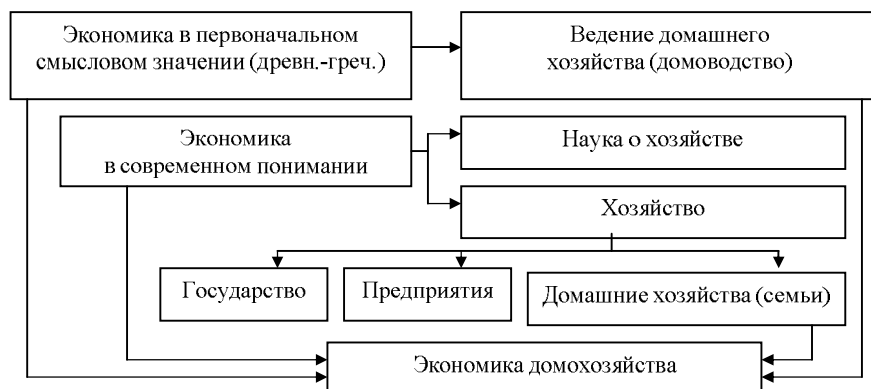 Экономика в первоначальном
смысловом значении (древн.-греч.)
Ведение домашнего
хозяйства (домоводство)
Экономика
в современном понимании
Наука о хозяйстве
Хозяйство
Государство
Предприятия
Домашние хозяйства (семьи)
Экономика домохозяйства